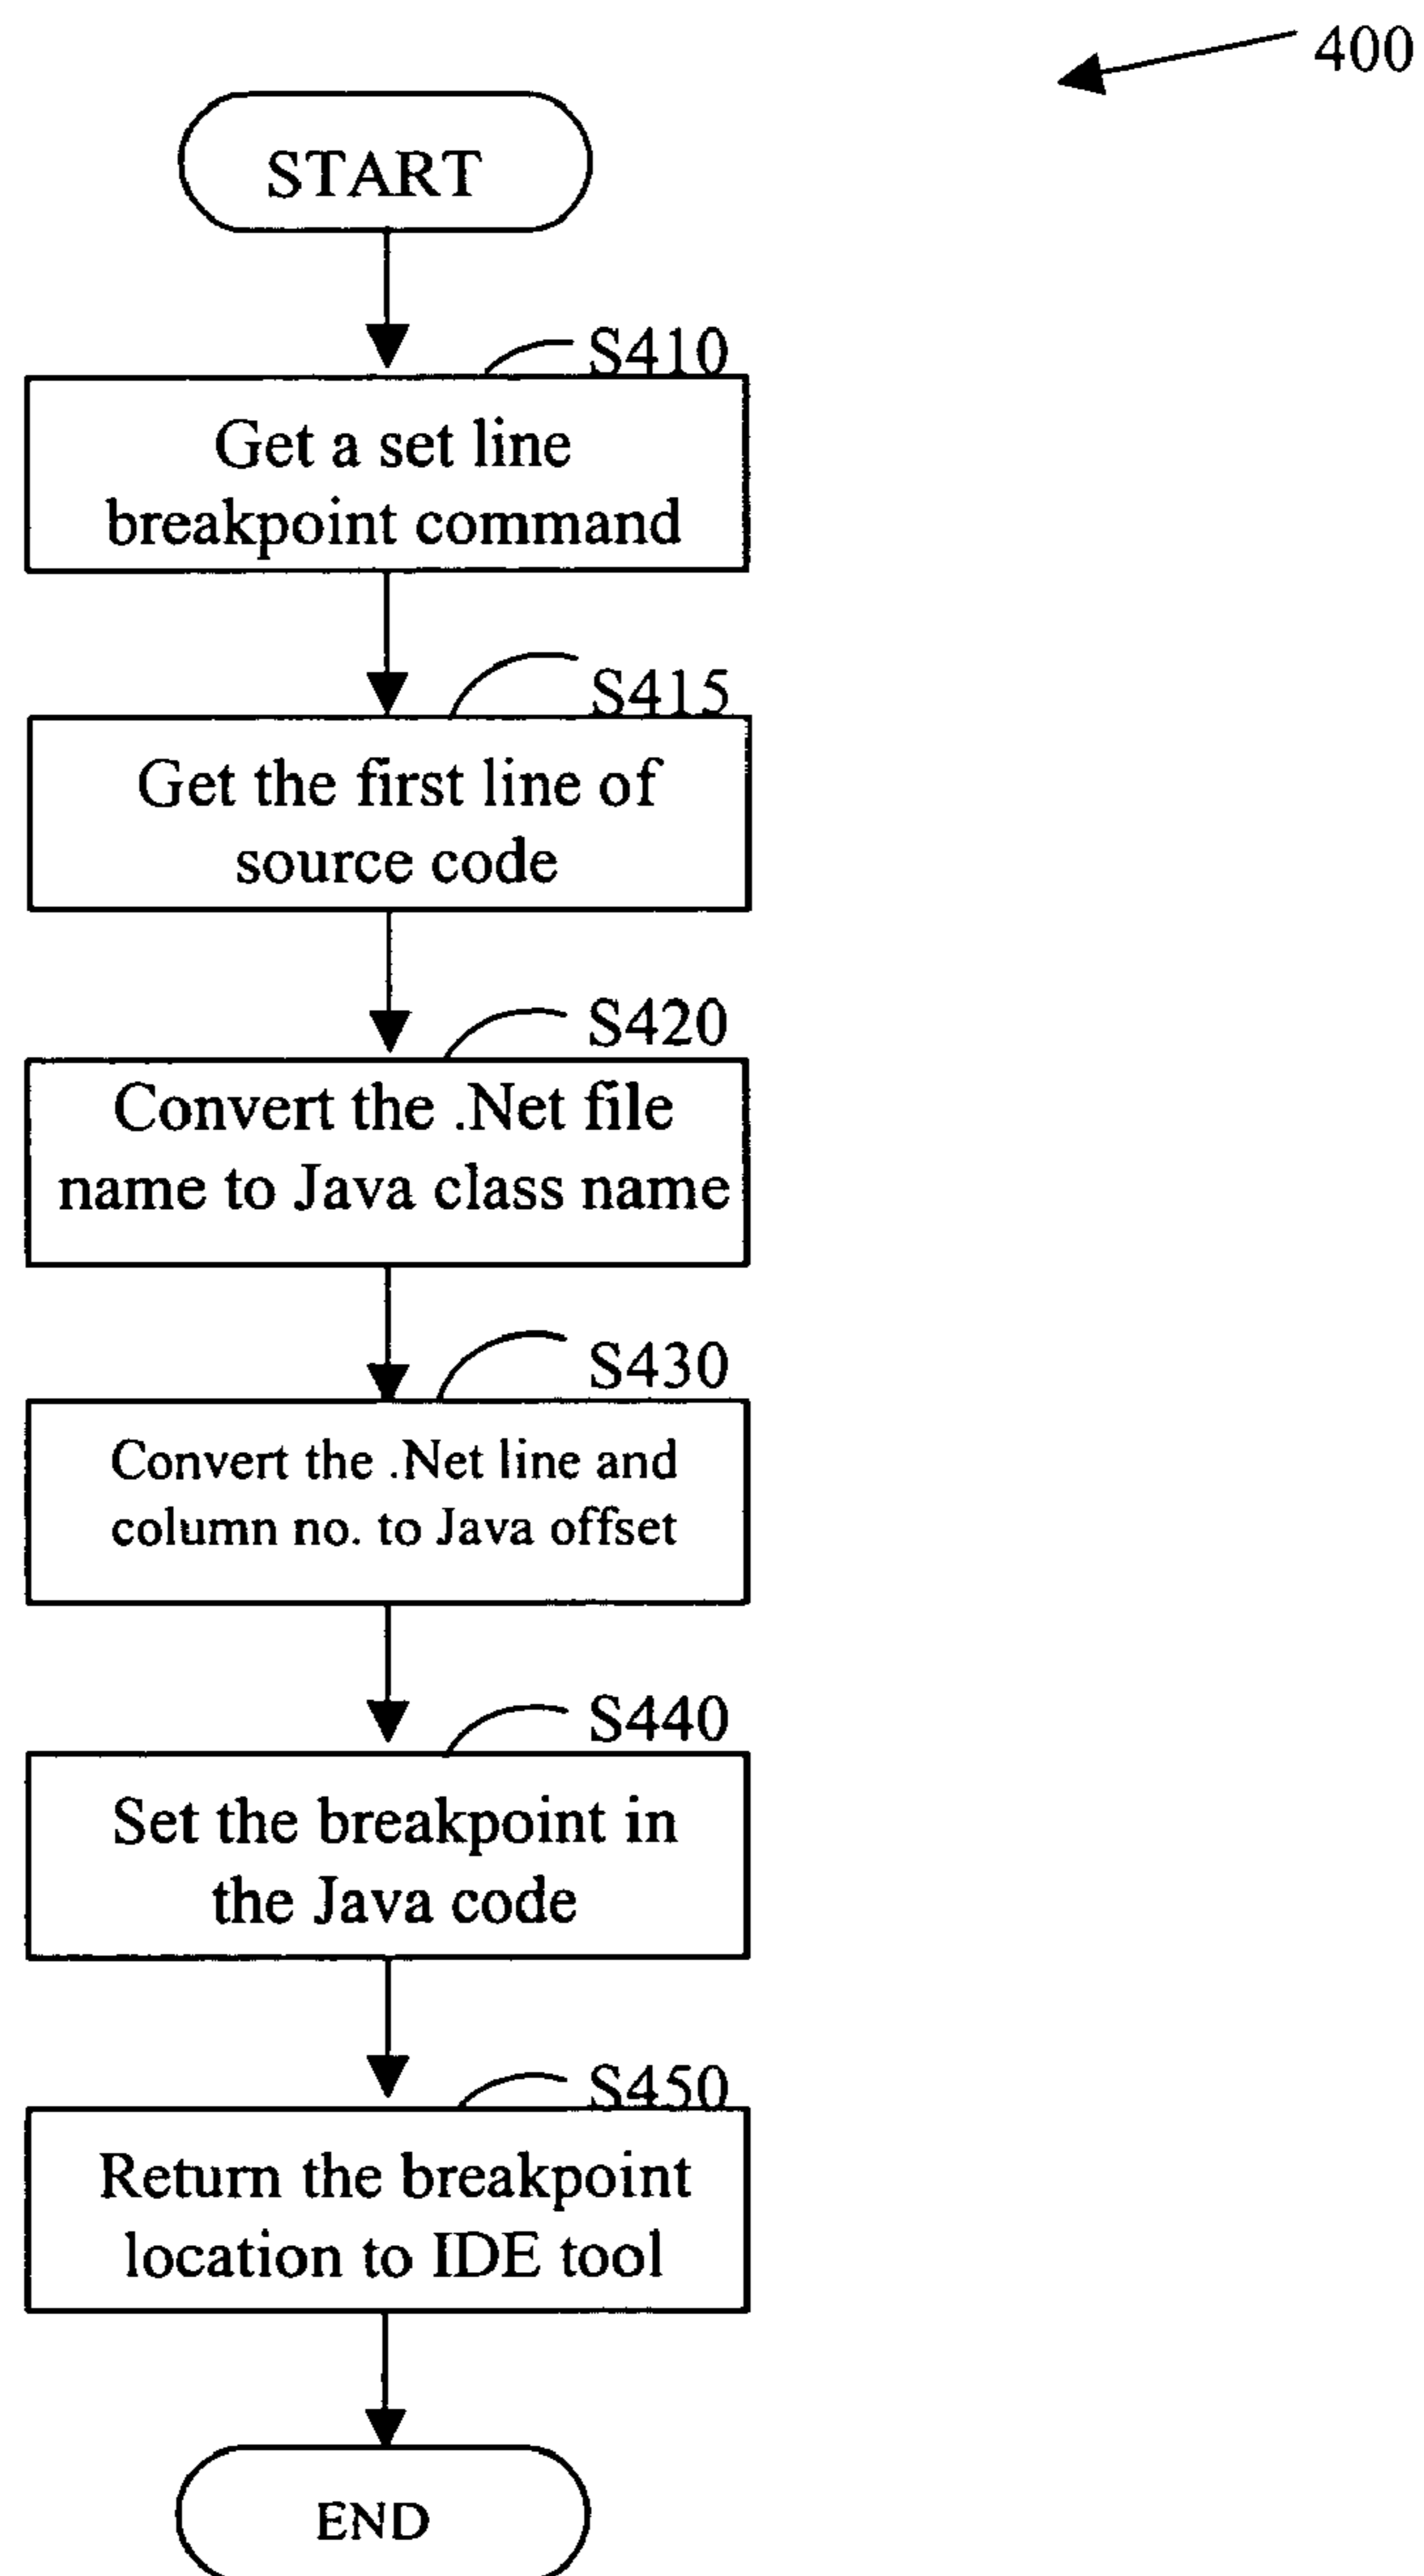 400
START
S410
Get a set line
breakpoint command
S415
Get the first line of
source code
S420
Convert the .Net file
name to Java class name
S430
Convert the .Net line and
column no. to Java offset
S440
Set the breakpoint in
the Java code
S450
Return the breakpoint
location to IDE tool
END